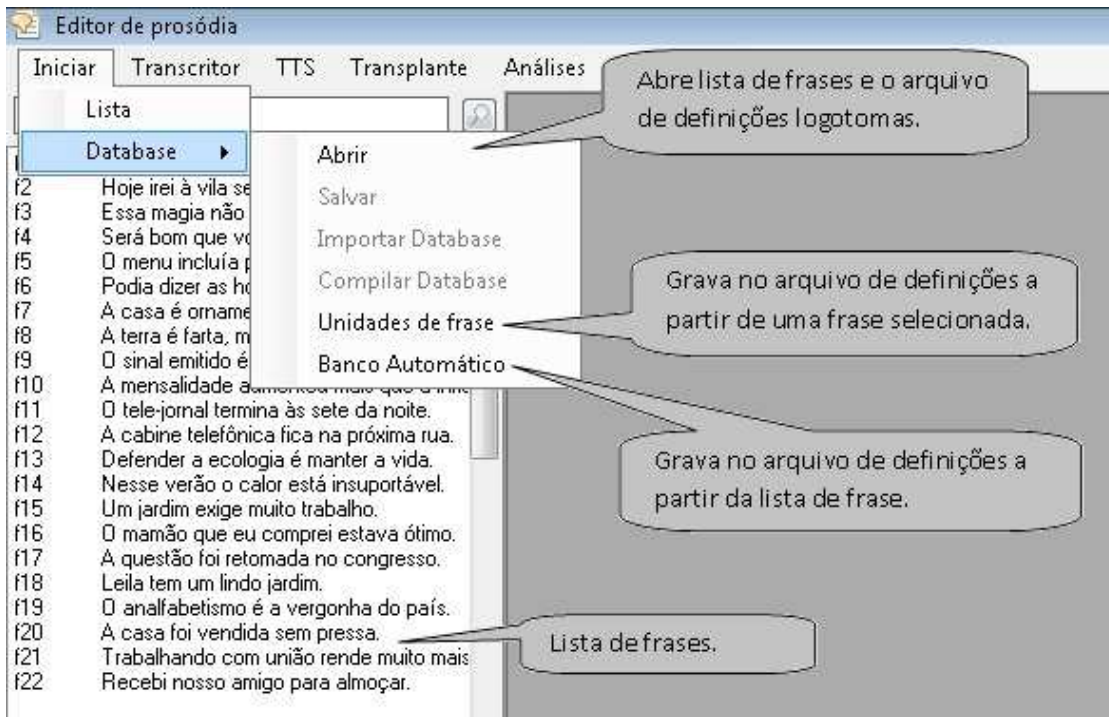 Editor de prosódia
Iniciar Transcritor TTS Transplante Análises
Lista
Database
Abrir
Salvar
Importar Database
Compilar Database
Unidades de frase
Banco Automático
Abre lista de frases e o arquivo
de definições logotomas.
Grava no arquivo de definições a
partir de uma frase selecionada.
Grava no arquivo de definições a
partir da lista de frase.
Lista de frases.
f2 Hoje irei à vila
f3 Essa magia não
f4 Será bom que
f5 O menu incluía
f6 Podia dizer as
f7 A casa é
f8 A terra é farta,
f9 O sinal emitido é
f10 A mensalidade aumentou mais que a
f11 O tele-jornal termina às sete da noite.
f12 A cabine telefônica fica na próxima rua.
f13 Defender a ecologia é manter a vida.
f14 Nesse verão o calor está insuportável.
f15 Um jardim exige muito trabalho.
f16 O mamão que eu comprei estava ótimo.
f17 A questão foi retomada no congresso.
f18 Leila tem um lindo jardim.
f19 O analfabetismo é a vergonha do país.
f20 A casa foi vendida sem pressa.
f21 Trabalhando com união rende muito mais
f22 Recebi nosso amigo para almoçar.